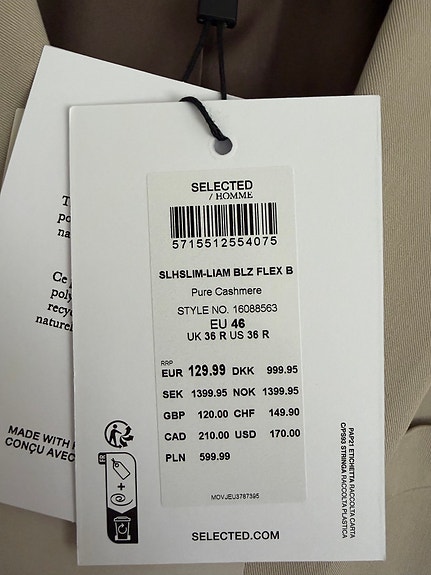 SELECTED
/ HOMME
5715512554075
SLHSLIM-LIAM BLZ FLEX B
Pure Cashmere
STYLE NO. 16088563
EU 46
UK 36 R US 36 R
RRP
EUR 129.99 DKK 999.95
SEK 1399.95 NOK 1399.95
GBP 120.00 CHF 149.90
CAD 210.00 USD 170.00
PLN 599.99
MOVJEU3787395
SELECTED.COM
PAP21 ETICHETTA RACCOLTA CARTA
C/PS93 STRINGA RACCOLTA PLASTICA
Ce
MADE WITH
CONÇU AVEC